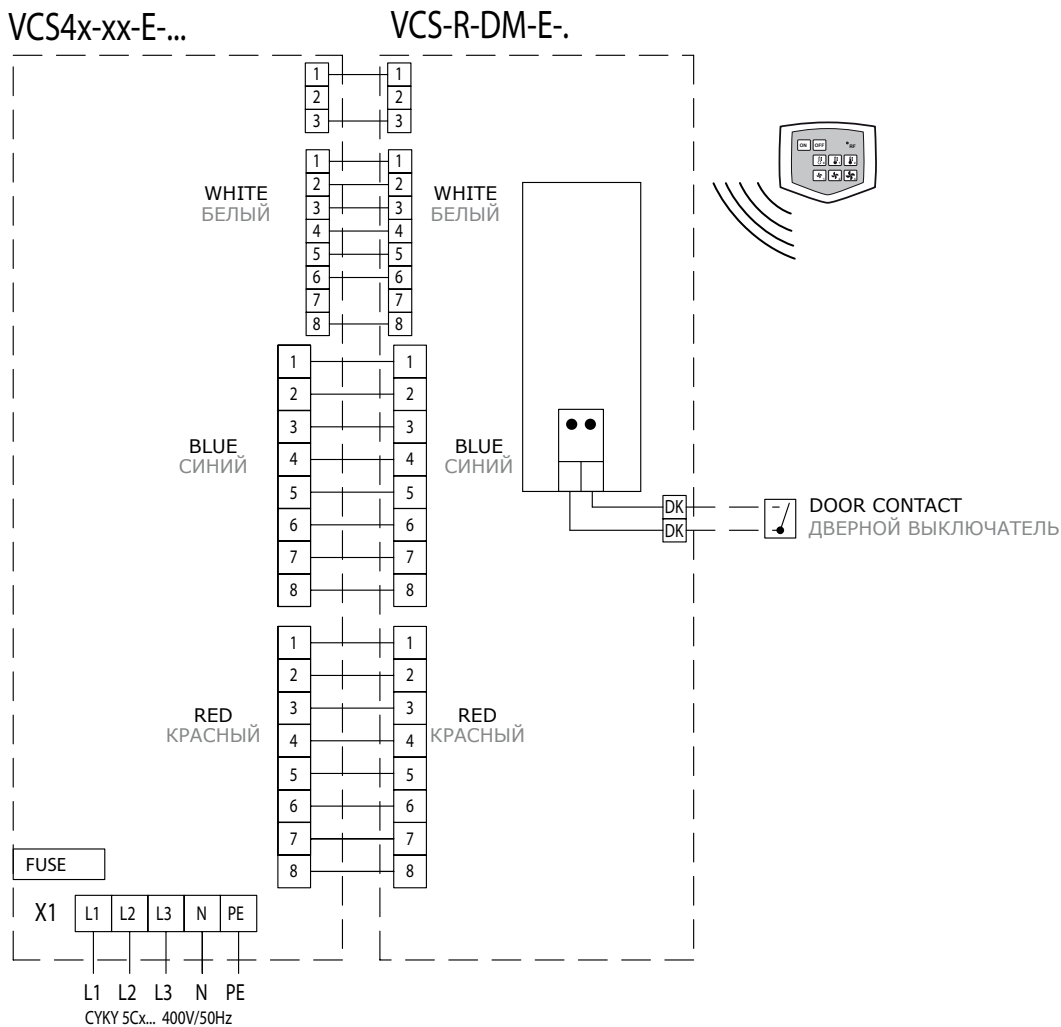 VCS4x-xx-E-...
VCS-R-DM-E-.
1 1
2 2
3 3
ON OFF RF
1 1
2 2
3 3
4 4
5 5
6 6
7 7
8 8
WHITE
БЕЛЫЙ
WHITE
БЕЛЫЙ
1 1
2 2
3 3
4 4
5 5
6 6
7 7
8 8
BLUE
СИНИЙ
BLUE
СИНИЙ
DK
DK
DOOR CONTACT
ДВЕРНОЙ ВЫКЛЮЧАТЕЛЬ
1 1
2 2
3 3
4 4
5 5
6 6
7 7
8 8
RED
КРАСНЫЙ
RED
КРАСНЫЙ
FUSE
X1 L1 L2 L3 N PE
L1 L2 L3 N PE
CYKY 5Cx... 400V/50Hz